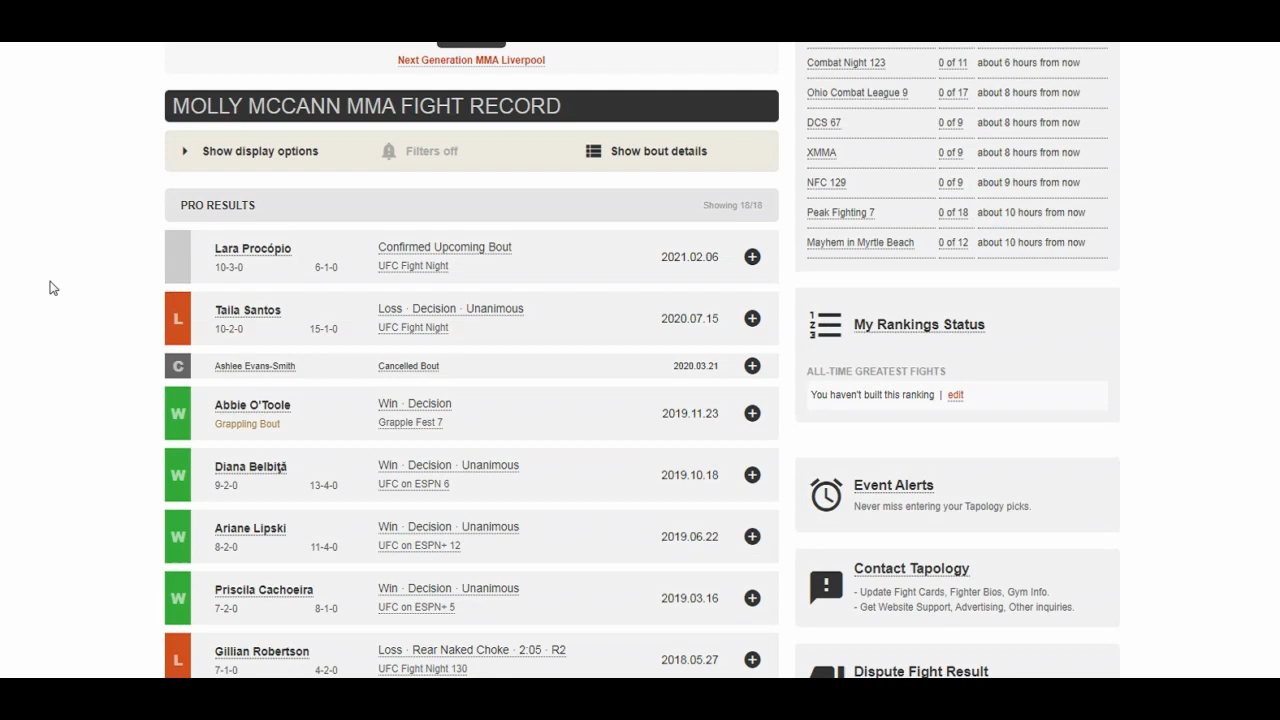 Next Generation MMA Liverpool
MOLLY MCCANN MMA FIGHT RECORD
Show display options
Filters off
Show bout details
PRO RESULTS
Showing 18/18
Lara Procópio
Confirmed Upcoming Bout
10-3-0
6-1-0
UFC Fight Night
2021.02.06
L
Taila Santos
Loss · Decision · Unanimous
10-2-0
15-1-0
UFC Fight Night
2020.07.15
C
Ashlee Evans-Smith
Cancelled Bout
2020.03.21
W
Abbie O'Toole
Win · Decision
Grappling Bout
Grapple Fest 7
2019.11.23
W
Diana Belbiţă
Win · Decision · Unanimous
9-2-0
13-4-0
UFC on ESPN 6
2019.10.18
W
Ariane Lipski
Win · Decision · Unanimous
8-2-0
11-4-0
UFC on ESPN+ 12
2019.06.22
W
Priscila Cachoeira
Win · Decision · Unanimous
7-2-0
8-1-0
UFC on ESPN+ 5
2019.03.16
L
Gillian Robertson
Loss · Rear Naked Choke · 2:05 · R2
7-1-0
4-2-0
UFC Fight Night 130
2018.05.27
Combat Night 123 0 of 11 about 6 hours from now
Ohio Combat League 9 0 of 17 about 8 hours from now
DCS 67 0 of 9 about 8 hours from now
XMMA 0 of 9 about 8 hours from now
NFC 129 0 of 9 about 9 hours from now
Peak Fighting 7 0 of 18 about 10 hours from now
Mayhem in Myrtle Beach 0 of 12 about 10 hours from now
1
2
3
My Rankings Status
ALL-TIME GREATEST FIGHTS
You haven't built this ranking | edit
Event Alerts
Never miss entering your Tapology picks.
Contact Tapology
- Update Fight Cards, Fighter Bios, Gym Info.
- Get Website Support, Advertising, Other inquiries.
Dispute Fight Result